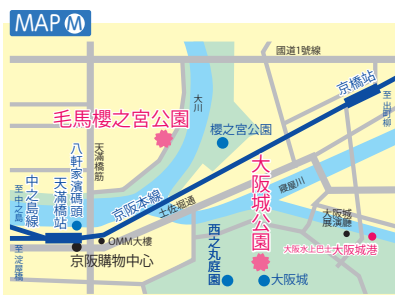 MAP M
國道1號線
京橋站
至出町柳
大川
毛馬櫻之宮公園
櫻之宮公園
天滿橋筋
八軒家濱碼頭
天滿橋站
中之島線
至中之島
京阪本線
土佐堀通
大阪城公園
寢屋川
大阪城展演廳
西之丸庭園
OMM大樓
大阪水上巴士大阪城港
至淀屋橋
京阪購物中心
大阪城